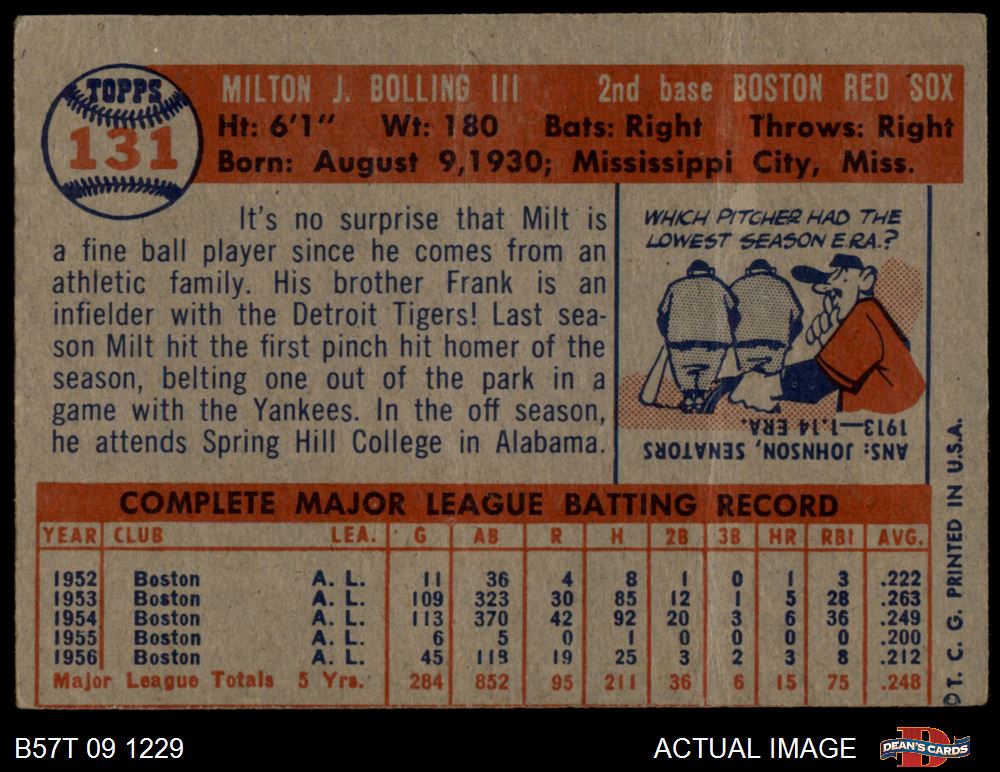 TOPPS
131
MILTON J. BOLLING III 2nd base BOSTON RED SOX
Ht: 6'1" Wt: 180 Bats: Right Throws: Right
Born: August 9, 1930; Mississippi City, Miss.
It's no surprise that Milt is
a fine ball player since he comes from an
athletic family. His brother Frank is an
infielder with the Detroit Tigers! Last sea-
son Milt hit the first pinch hit homer of the
season, belting one out of the park in a
game with the Yankees. In the off season,
he attends Spring Hill College in Alabama.
WHICH PITCHER HAD THE
LOWEST SEASON E.R.A.?
ANS: JOHNSON, SENATORS
1913—1.14 ERA.
COMPLETE MAJOR LEAGUE BATTING RECORD
YEAR CLUB LEA. G AB R H 2B 3B HR RBI AVG.
1952 Boston A. L. 11 36 4 8 1 0 1 3 .222
1953 Boston A. L. 109 323 30 85 12 1 5 28 .263
1954 Boston A. L. 113 370 42 92 20 3 6 36 .249
1955 Boston A. L. 6 5 0 1 0 0 0 0 .200
1956 Boston A. L. 45 118 19 25 3 2 3 8 .212
Major League Totals 5 Yrs. 284 852 95 211 36 6 15 75 .248
© T. C. G. PRINTED IN U.S.A.
B57T 09 1229
ACTUAL IMAGE
DEAN'S CARDS